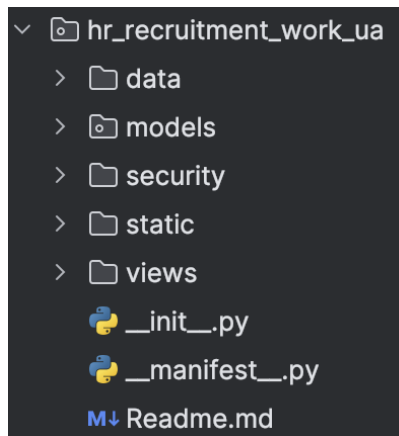 hr_recruitment_work_ua
data
models
security
static
views
__init__.py
__manifest__.py
M↓ Readme.md